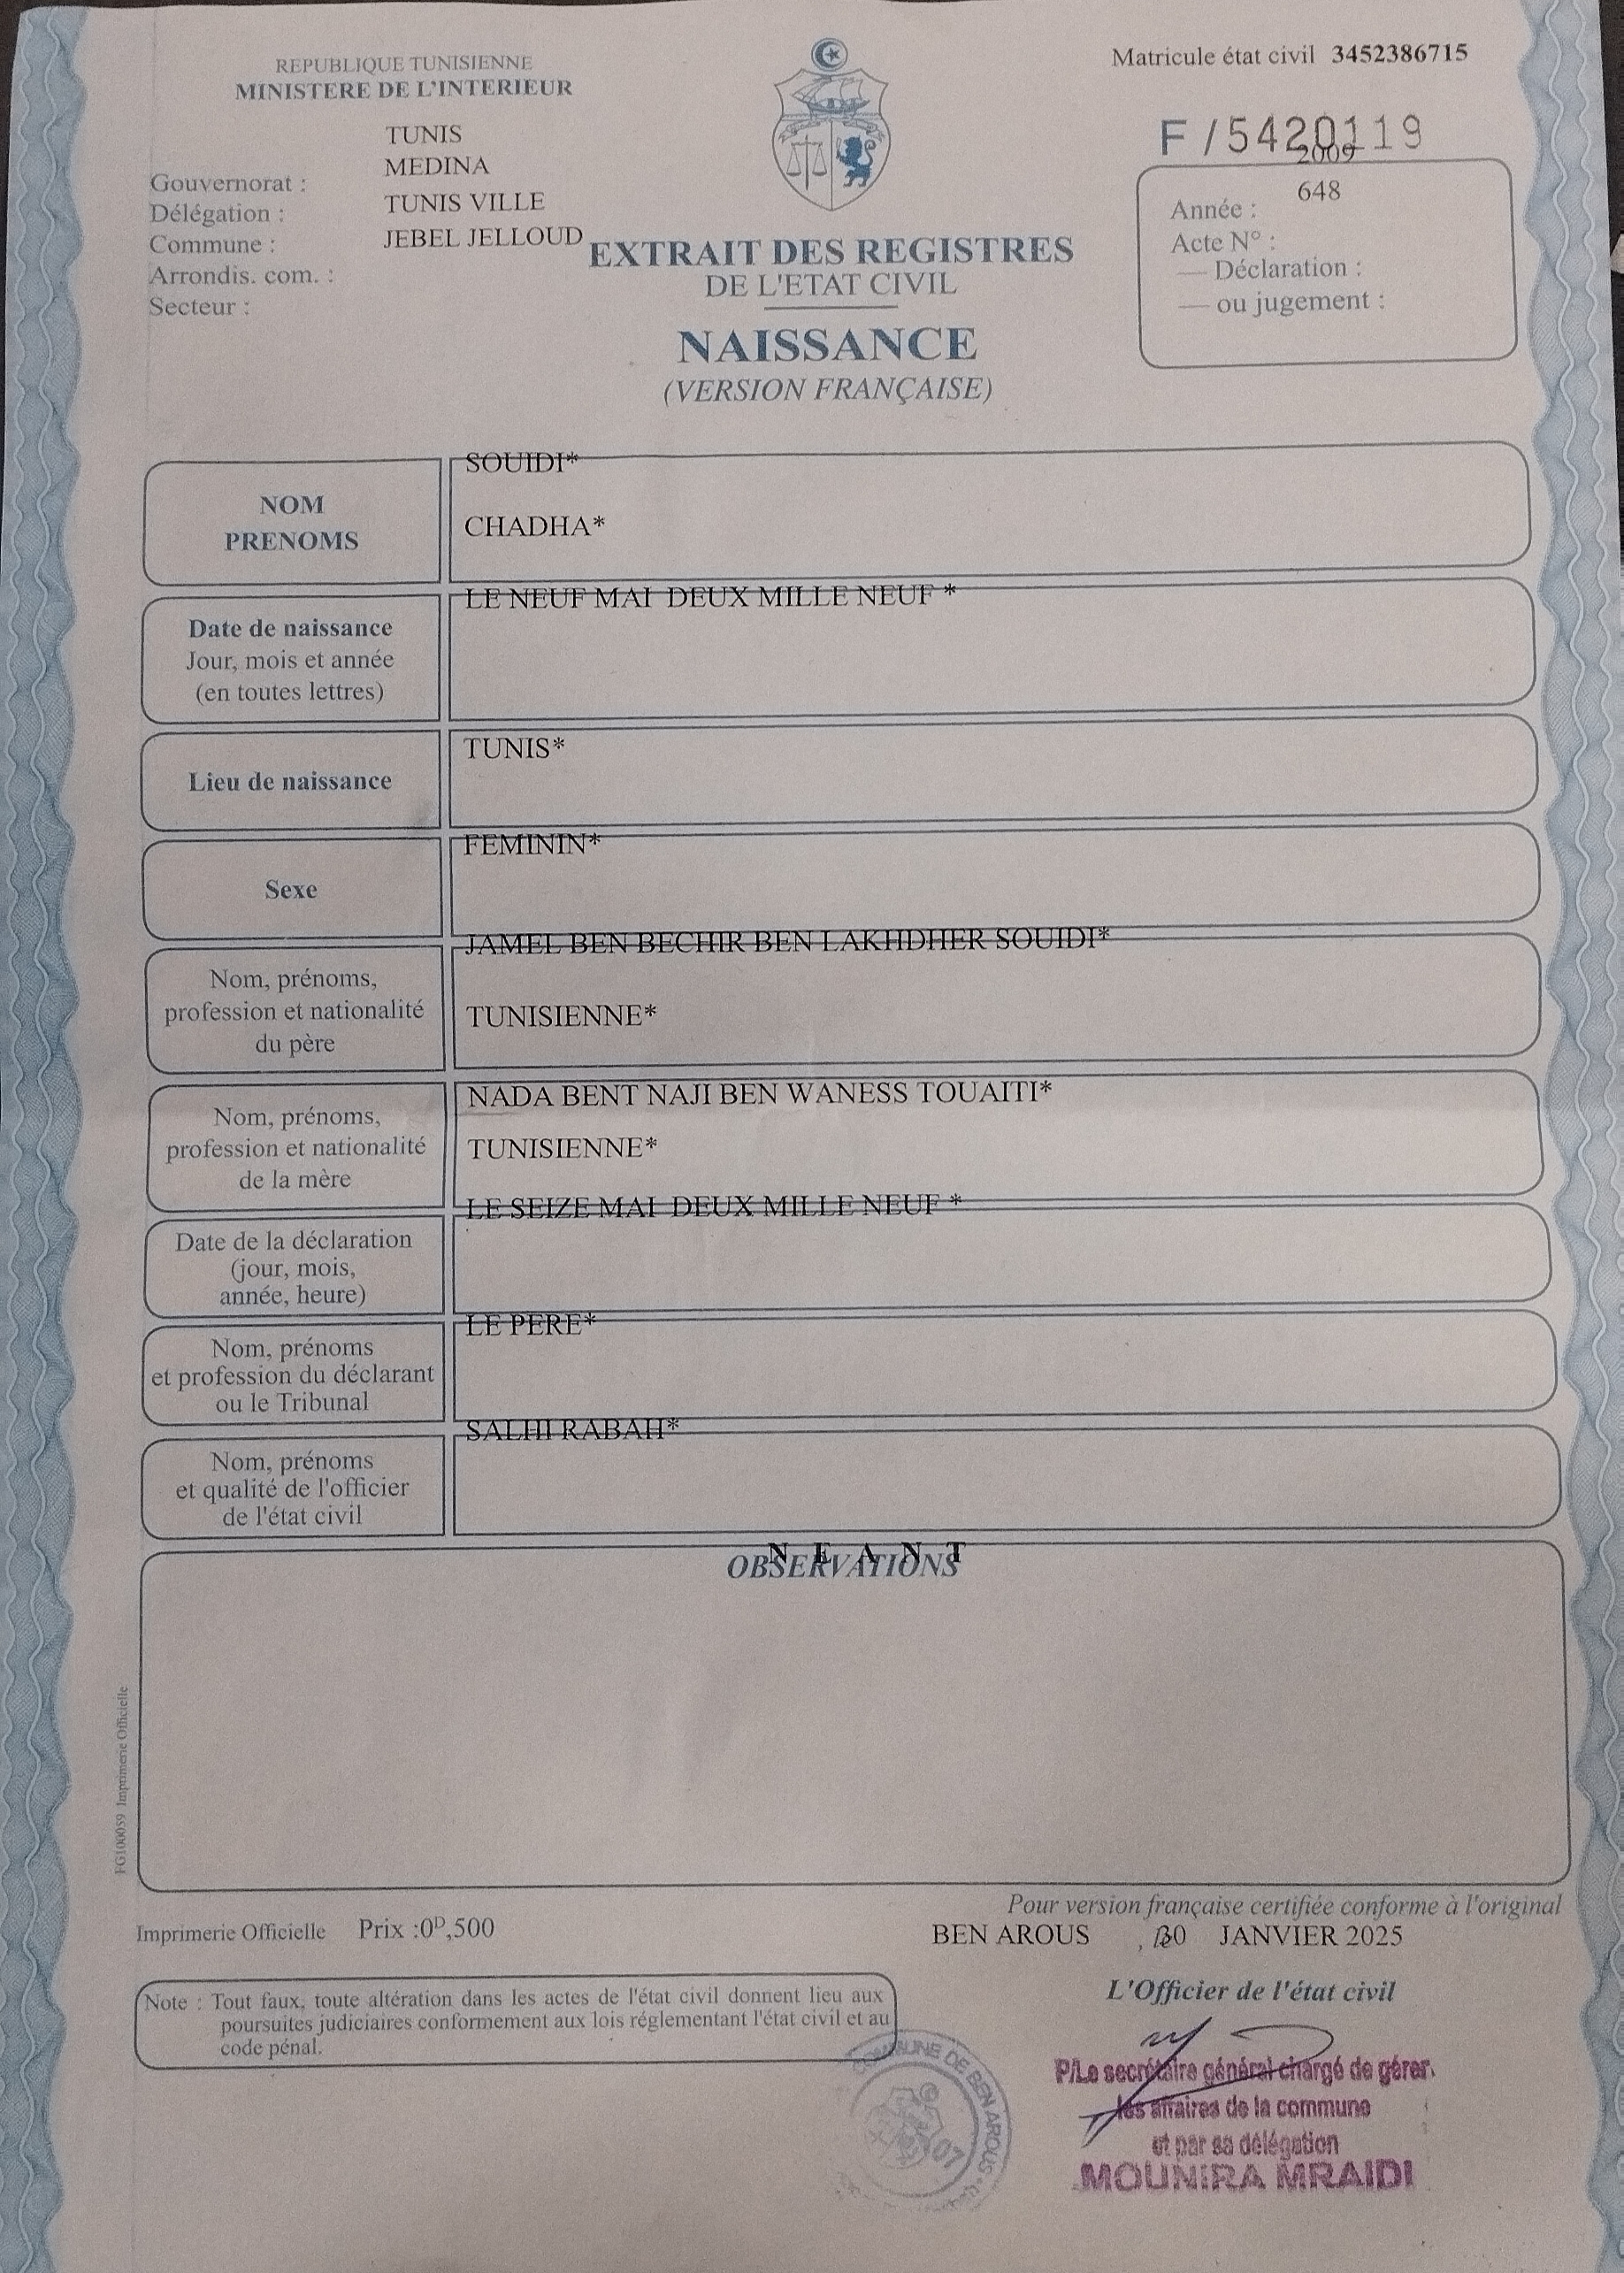 REPUBLIQUE TUNISIENNE
MINISTERE DE L'INTERIEUR
Matricule état civil 3452386715
F / 5420119
TUNIS
MEDINA
TUNIS VILLE
JEBEL JELLOUD
Gouvernorat :
Délégation :
Commune :
Arrondis. com. :
Secteur :
2009
648
Année :
Acte N° :
— Déclaration :
— ou jugement :
EXTRAIT DES REGISTRES
DE L'ETAT CIVIL
NAISSANCE
(VERSION FRANÇAISE)
NOM
PRENOMS
SOUIDI*
CHADHA*
Date de naissance
Jour, mois et année
(en toutes lettres)
LE NEUF MAI DEUX MILLE NEUF *
Lieu de naissance
TUNIS*
Sexe
FEMININ*
Nom, prénoms,
profession et nationalité
du père
JAMEL BEN BECHIR BEN LAKHDHER SOUIDI*
TUNISIENNE*
Nom, prénoms,
profession et nationalité
de la mère
NADA BENT NAJI BEN WANESS TOUAITI*
TUNISIENNE*
Date de la déclaration
(jour, mois,
année, heure)
LE SEIZE MAI DEUX MILLE NEUF *
Nom, prénoms
et profession du déclarant
ou le Tribunal
LE PERE*
Nom, prénoms
et qualité de l'officier
de l'état civil
SALHI RABAH*
N E A N T
OBSERVATIONS
FG100059 Imprimerie Officielle
Pour version française certifiée conforme à l'original
BEN AROUS , 30 JANVIER 2025
Imprimerie Officielle Prix :0D,500
L'Officier de l'état civil
Note : Tout faux, toute altération dans les actes de l'état civil donnent lieu aux
poursuites judiciaires conformement aux lois réglementant l'état civil et au
code pénal.
COMMUNE DE BEN AROUS
07
P/Le secrétaire général chargé de gérer
les affaires de la commune
et par sa délégation
MOUNIRA MRAIDI